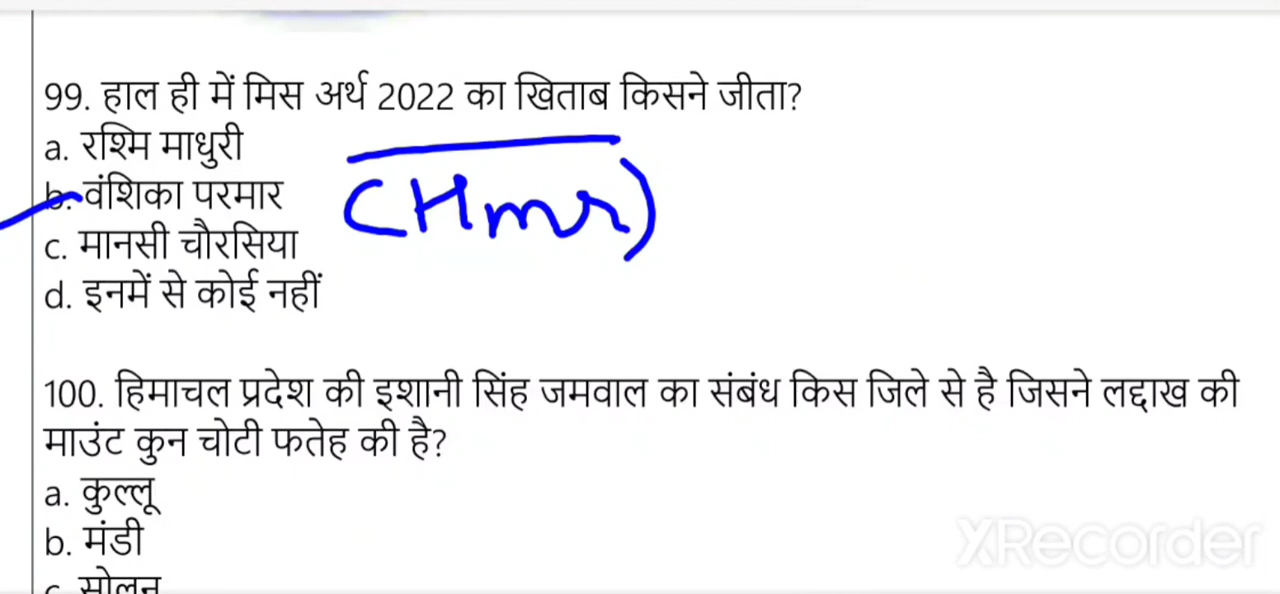 99. हाल ही में मिस अर्थ 2022 का खिताब किसने जीता?
a. रश्मि माधुरी
b. वंशिका परमार
(Hmr)
c. मानसी चौरसिया
d. इनमें से कोई नहीं
100. हिमाचल प्रदेश की इशानी सिंह जमवाल का संबंध किस जिले से है जिसने लद्दाख की
माउंट कुन चोटी फतेह की है?
a. कुल्लू
b. मंडी
XRecorder
c. सोलन